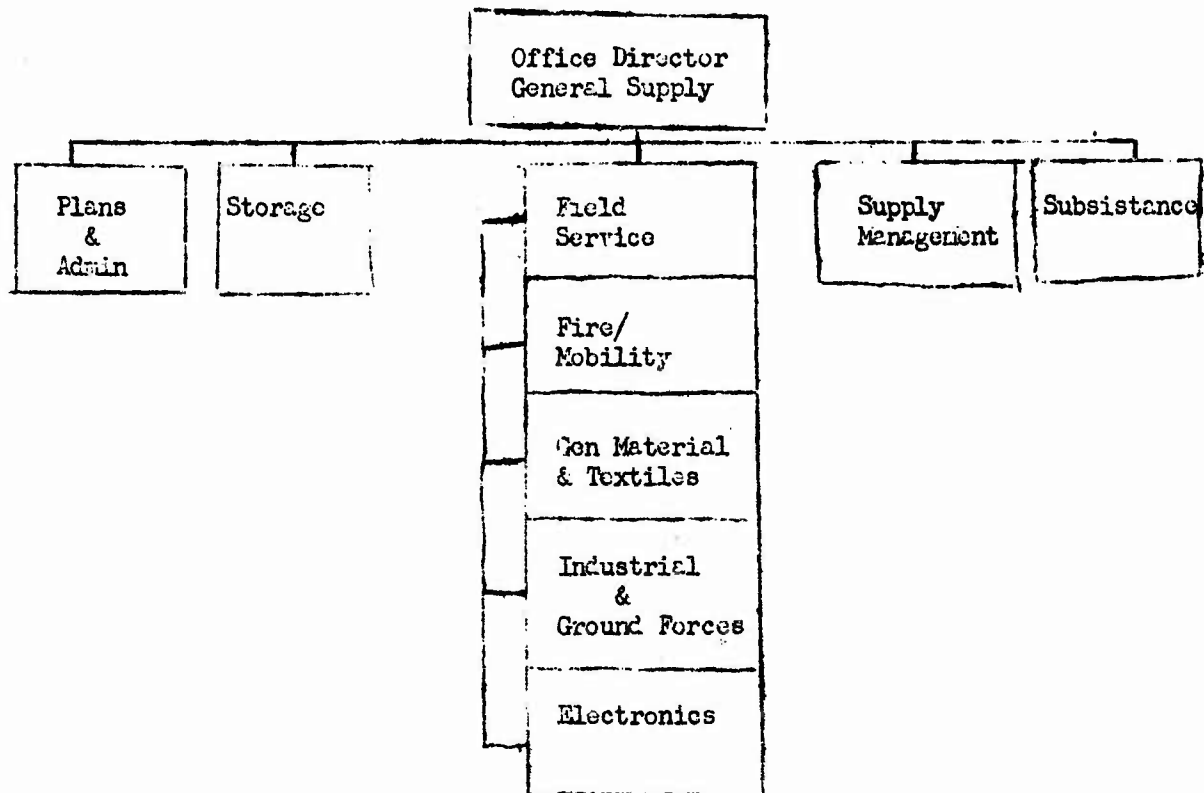 Office Director
General Supply
Plans
&
Admin
Storage
Field
Service
Supply
Management
Subsistance
Fire/
Mobility
Gen Material
& Textiles
Industrial
&
Ground Forces
Electronics